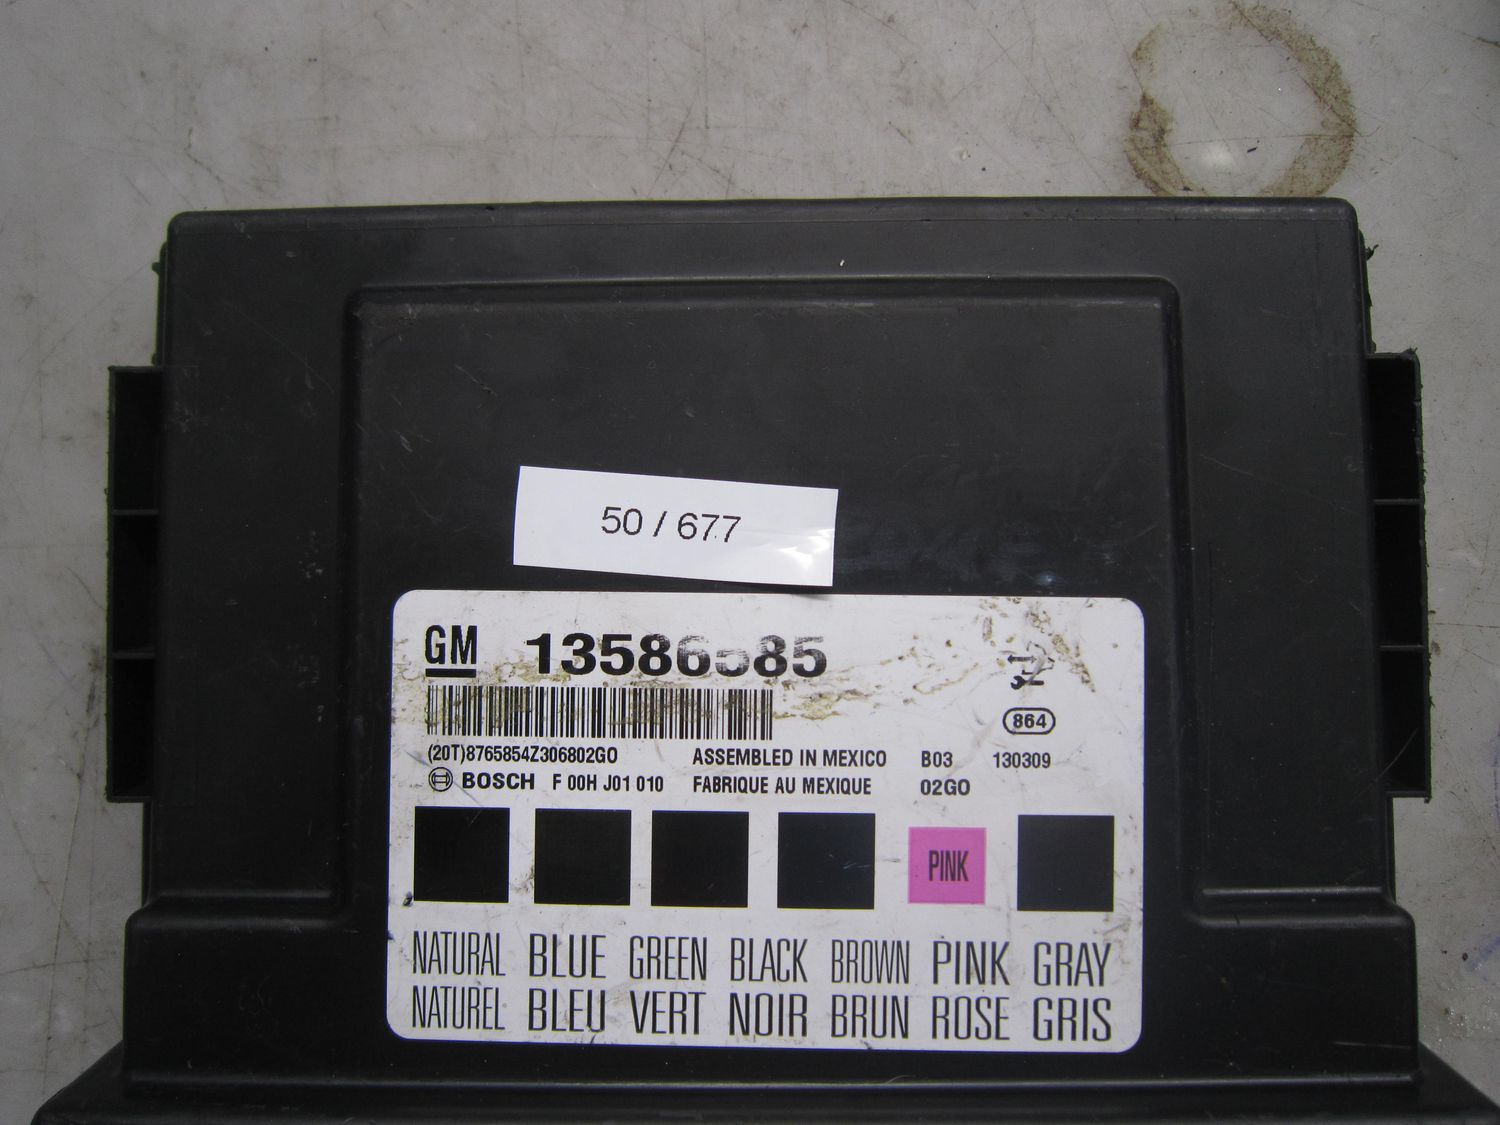 50 / 677
GM 13586585
864
(20T)8765854Z306802GO ASSEMBLED IN MEXICO B03 130309
BOSCH F 00H J01 010 FABRIQUE AU MEXIQUE 02GO
PINK
NATURAL BLUE GREEN BLACK BROWN PINK GRAY
NATUREL BLEU VERT NOIR BRUN ROSE GRIS